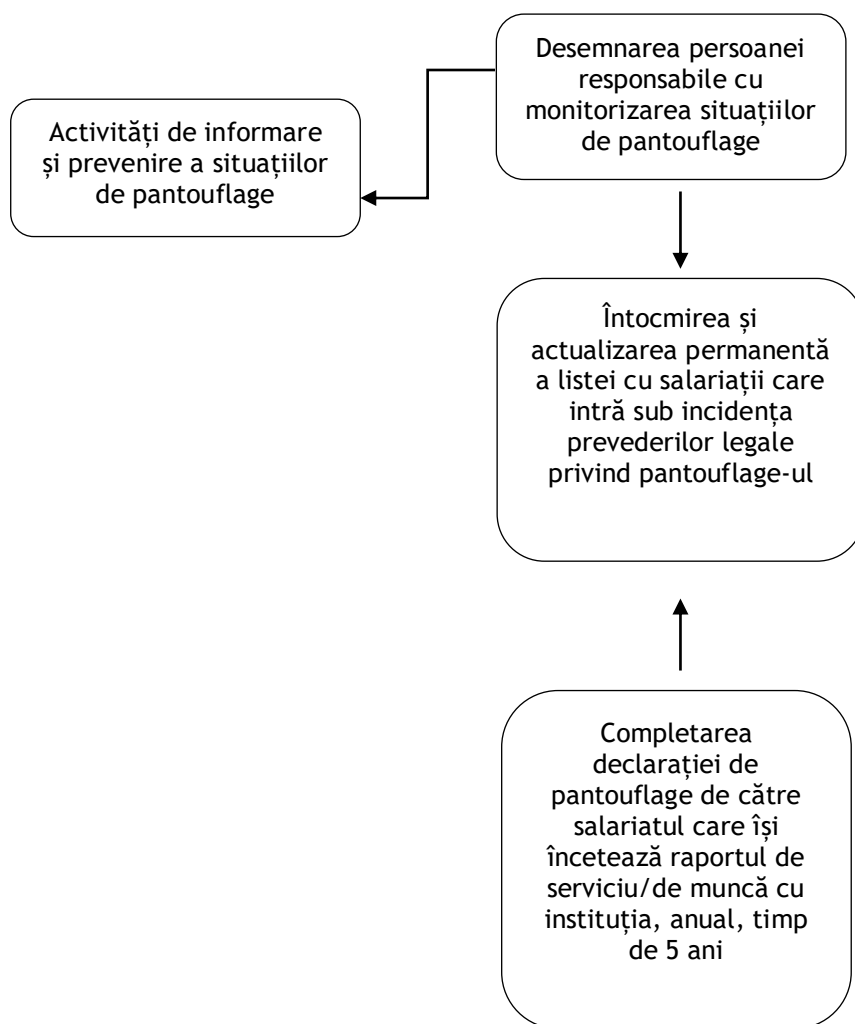 Desemnarea persoanei
responsabile cu
monitorizarea situațiilor
de pantouflage
Activități de informare
și prevenire a situațiilor
de pantouflage
Întocmirea și
actualizarea permanentă
a listei cu salariații care
intră sub incidența
prevederilor legale
privind pantouflage-ul
Completarea
declarației de
pantouflage de către
salariatul care își
încetează raportul de
serviciu/de muncă cu
instituția, anual, timp
de 5 ani